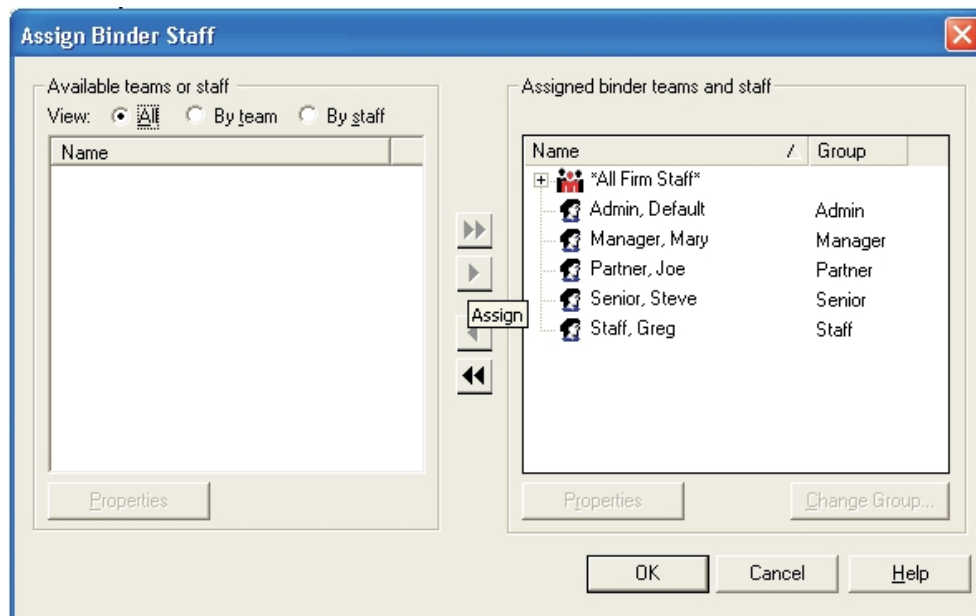 Assign Binder Staff
Available teams or staff
View: All By team By staff
Name
Properties
Assign
Assigned binder teams and staff
Name Group
*All Firm Staff*
Admin, Default Admin
Manager, Mary Manager
Partner, Joe Partner
Senior, Steve Senior
Staff, Greg Staff
Properties Change Group...
OK Cancel Help